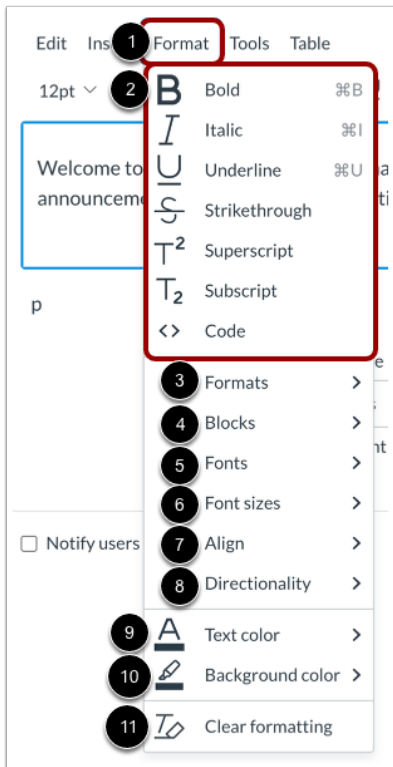 Edit Ins 1 Format Tools Table
12pt 2 B Bold ⌘B
I Italic ⌘I
Welcome to U Underline ⌘U
announceme S Strikethrough
T² Superscript
T₂ Subscript
p
<> Code
3 Formats >
4 Blocks >
5 Fonts >
6 Font sizes >
7 Align >
Notify users
8 Directionality >
9 A Text color >
10 Background color >
11 T Clear formatting